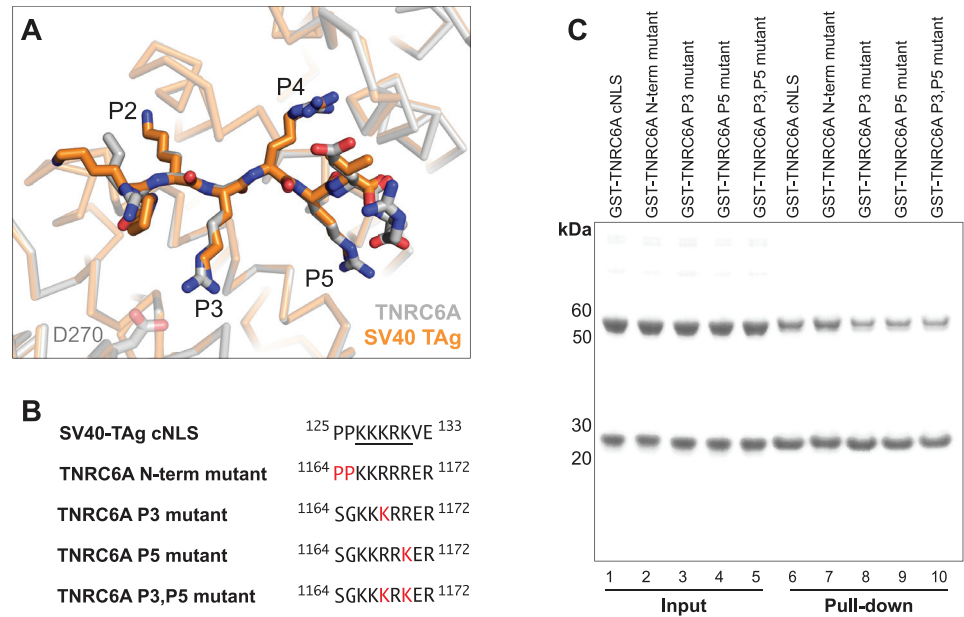 A
P2
P4
P3
P5
D270
TNRC6A
SV40 TAg
B
SV40-TAg cNLS 125 PPKKKRKVE 133
TNRC6A N-term mutant 1164 PPKKRRRER 1172
TNRC6A P3 mutant 1164 SGKKKRRER 1172
TNRC6A P5 mutant 1164 SGKKRRKER 1172
TNRC6A P3,P5 mutant 1164 SGKKKRKER 1172
C
GST-TNRC6A cNLS
GST-TNRC6A N-term mutant
GST-TNRC6A P3 mutant
GST-TNRC6A P5 mutant
GST-TNRC6A P3,P5 mutant
GST-TNRC6A cNLS
GST-TNRC6A N-term mutant
GST-TNRC6A P3 mutant
GST-TNRC6A P5 mutant
GST-TNRC6A P3,P5 mutant
kDa
60
50
30
20
1 2 3 4 5 6 7 8 9 10
Input Pull-down